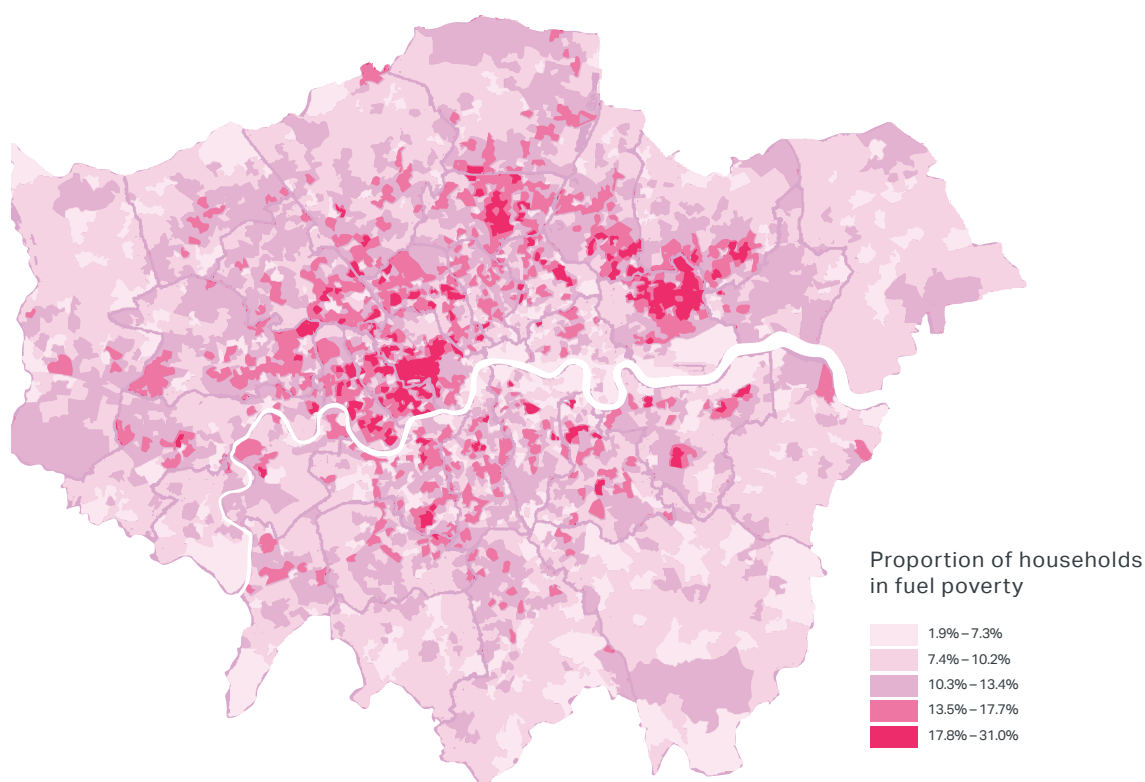 Proportion of households
in fuel poverty
1.9% – 7.3%
7.4% – 10.2%
10.3% – 13.4%
13.5% – 17.7%
17.8% – 31.0%